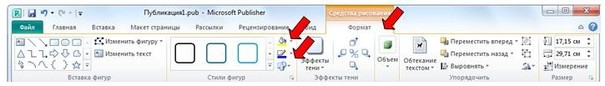 Публикация1.pub - Microsoft Publisher
Средства рисования
Файл Главная Вставка Макет страницы Рассылки Рецензирование Вид Формат
Изменить фигуру
Изменить текст
Вставка фигур
Стили фигур
Эффекты тени
Эффекты тени
Объем
Обтекание текстом
Переместить вперед
Переместить назад
Выровнять
Упорядочить
17,15 см
29,71 см
Измерение
Размер